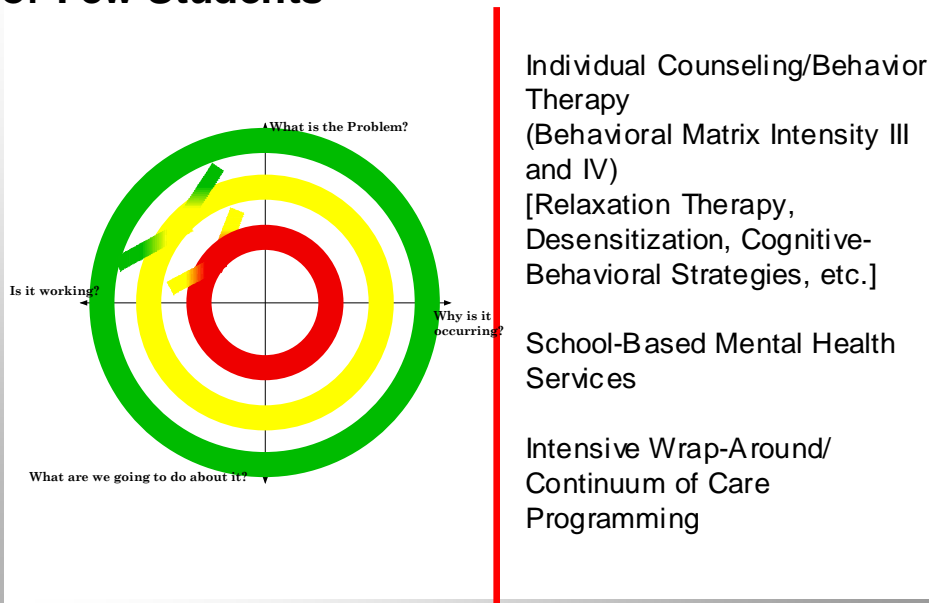 or Few Students
What is the Problem?
Is it working?
Why is it
occurring?
What are we going to do about it?
Individual Counseling/Behavior
Therapy
(Behavioral Matrix Intensity III
and IV)
[Relaxation Therapy,
Desensitization, Cognitive-
Behavioral Strategies, etc.]
School-Based Mental Health
Services
Intensive Wrap-Around/
Continuum of Care
Programming